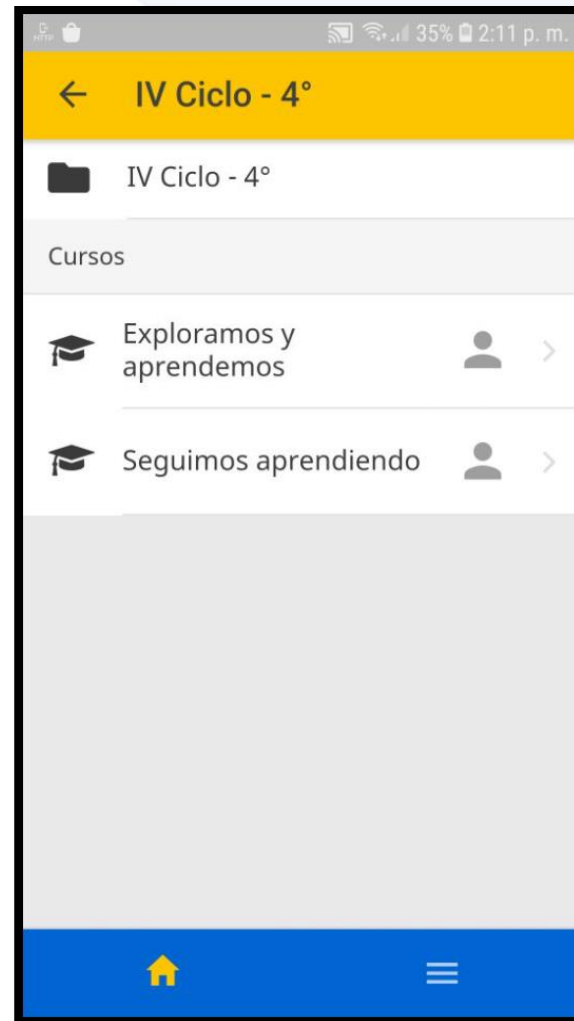 35% 2:11 p. m.
IV Ciclo - 4°
IV Ciclo - 4°
Cursos
Exploramos y
aprendemos
Seguimos aprendiendo